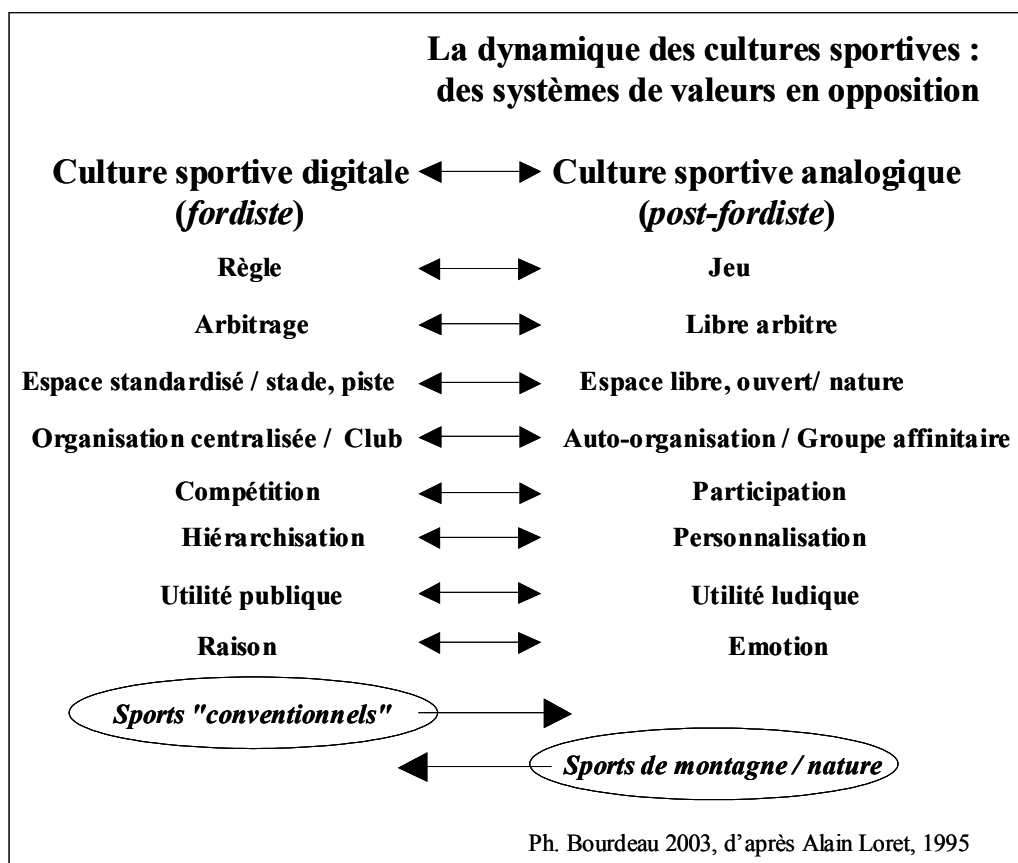 La dynamique des cultures sportives :
des systèmes de valeurs en opposition
Culture sportive digitale Culture sportive analogique
(fordiste) (post-fordiste)
Règle Jeu
Arbitrage Libre arbitre
Espace standardisé / stade, piste Espace libre, ouvert/ nature
Organisation centralisée / Club Auto-organisation / Groupe affinitaire
Compétition Participation
Hiérarchisation Personnalisation
Utilité publique Utilité ludique
Raison Emotion
Sports "conventionnels"
Sports de montagne / nature
Ph. Bourdeau 2003, d'après Alain Loret, 1995